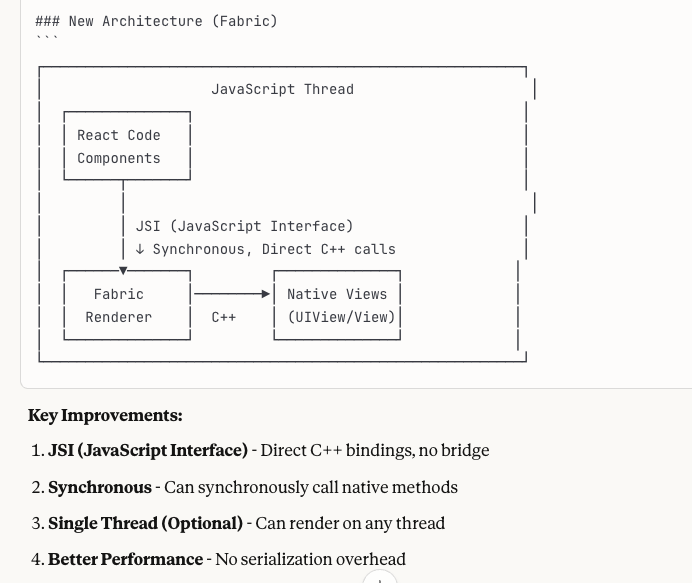 ### New Architecture (Fabric)
```
JavaScript Thread
React Code
Components
JSI (JavaScript Interface)
↓ Synchronous, Direct C++ calls
Fabric Native Views
Renderer C++ (UIView/View)
Key Improvements:
1. JSI (JavaScript Interface) - Direct C++ bindings, no bridge
2. Synchronous - Can synchronously call native methods
3. Single Thread (Optional) - Can render on any thread
4. Better Performance - No serialization overhead